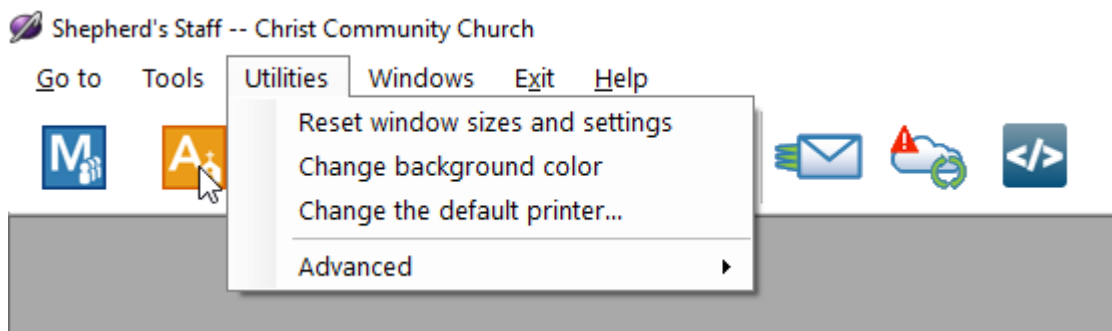 Shepherd's Staff -- Christ Community Church
Go to Tools Utilities Windows Exit Help
Reset window sizes and settings
M A </>
Change background color
Change the default printer...
Advanced